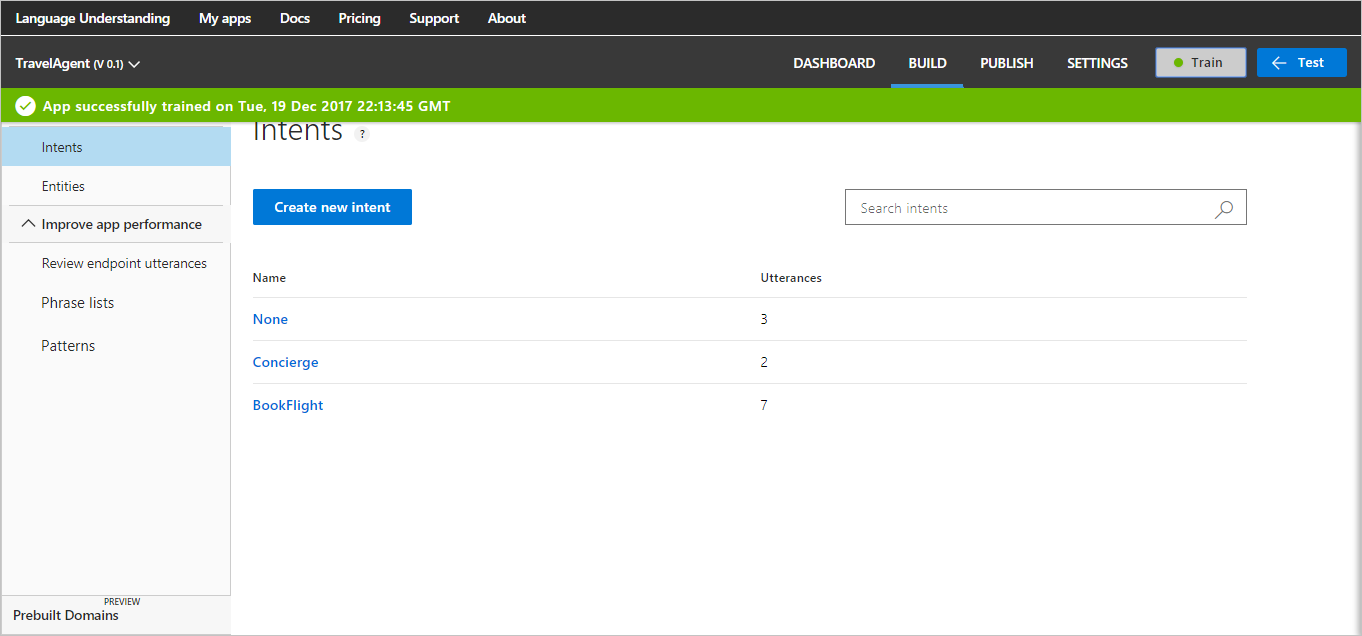 Language Understanding My apps Docs Pricing Support About
TravelAgent (V 0.1) DASHBOARD BUILD PUBLISH SETTINGS Train Test
App successfully trained on Tue, 19 Dec 2017 22:13:45 GMT
Intents
Entities
Improve app performance
Review endpoint utterances
Phrase lists
Patterns
PREVIEW
Prebuilt Domains
Intents ?
Create new intent Search intents
Name Utterances
None 3
Concierge 2
BookFlight 7